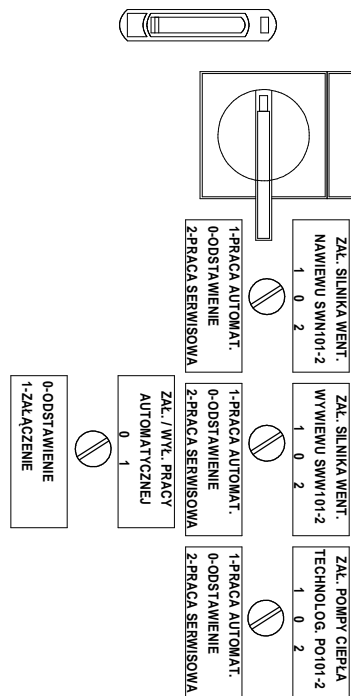 ZAŁ. SILNIKA WENT.
NAWIEWU SWN101-2
1 0 2
1-PRACA AUTOMAT.
0-ODSTAWIENIE
2-PRACA SERWISOWA
ZAŁ. SILNIKA WENT.
WYWIEWU SWW101-2
1 0 2
1-PRACA AUTOMAT.
0-ODSTAWIENIE
2-PRACA SERWISOWA
ZAŁ. POMPY CIEPŁA
TECHNOLOG. PO101-2
1 0 2
1-PRACA AUTOMAT.
0-ODSTAWIENIE
2-PRACA SERWISOWA
ZAŁ. / WYŁ. PRACY
AUTOMATYCZNEJ
0 1
0-ODSTAWIENIE
1-ZAŁĄCZENIE